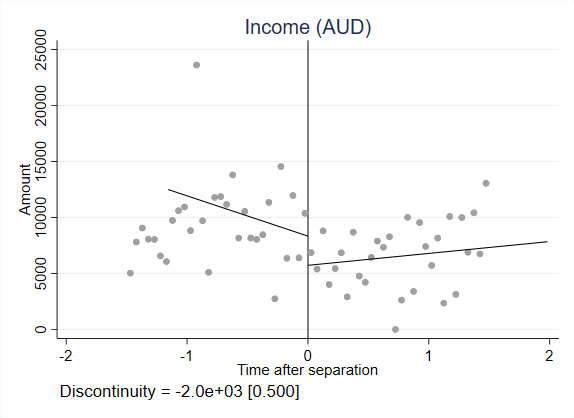 Income (AUD)
25000
20000
15000
10000
5000
0
Amount
-2
-1
0
1
2
Time after separation
Discontinuity = -2.0e+03 [0.500]